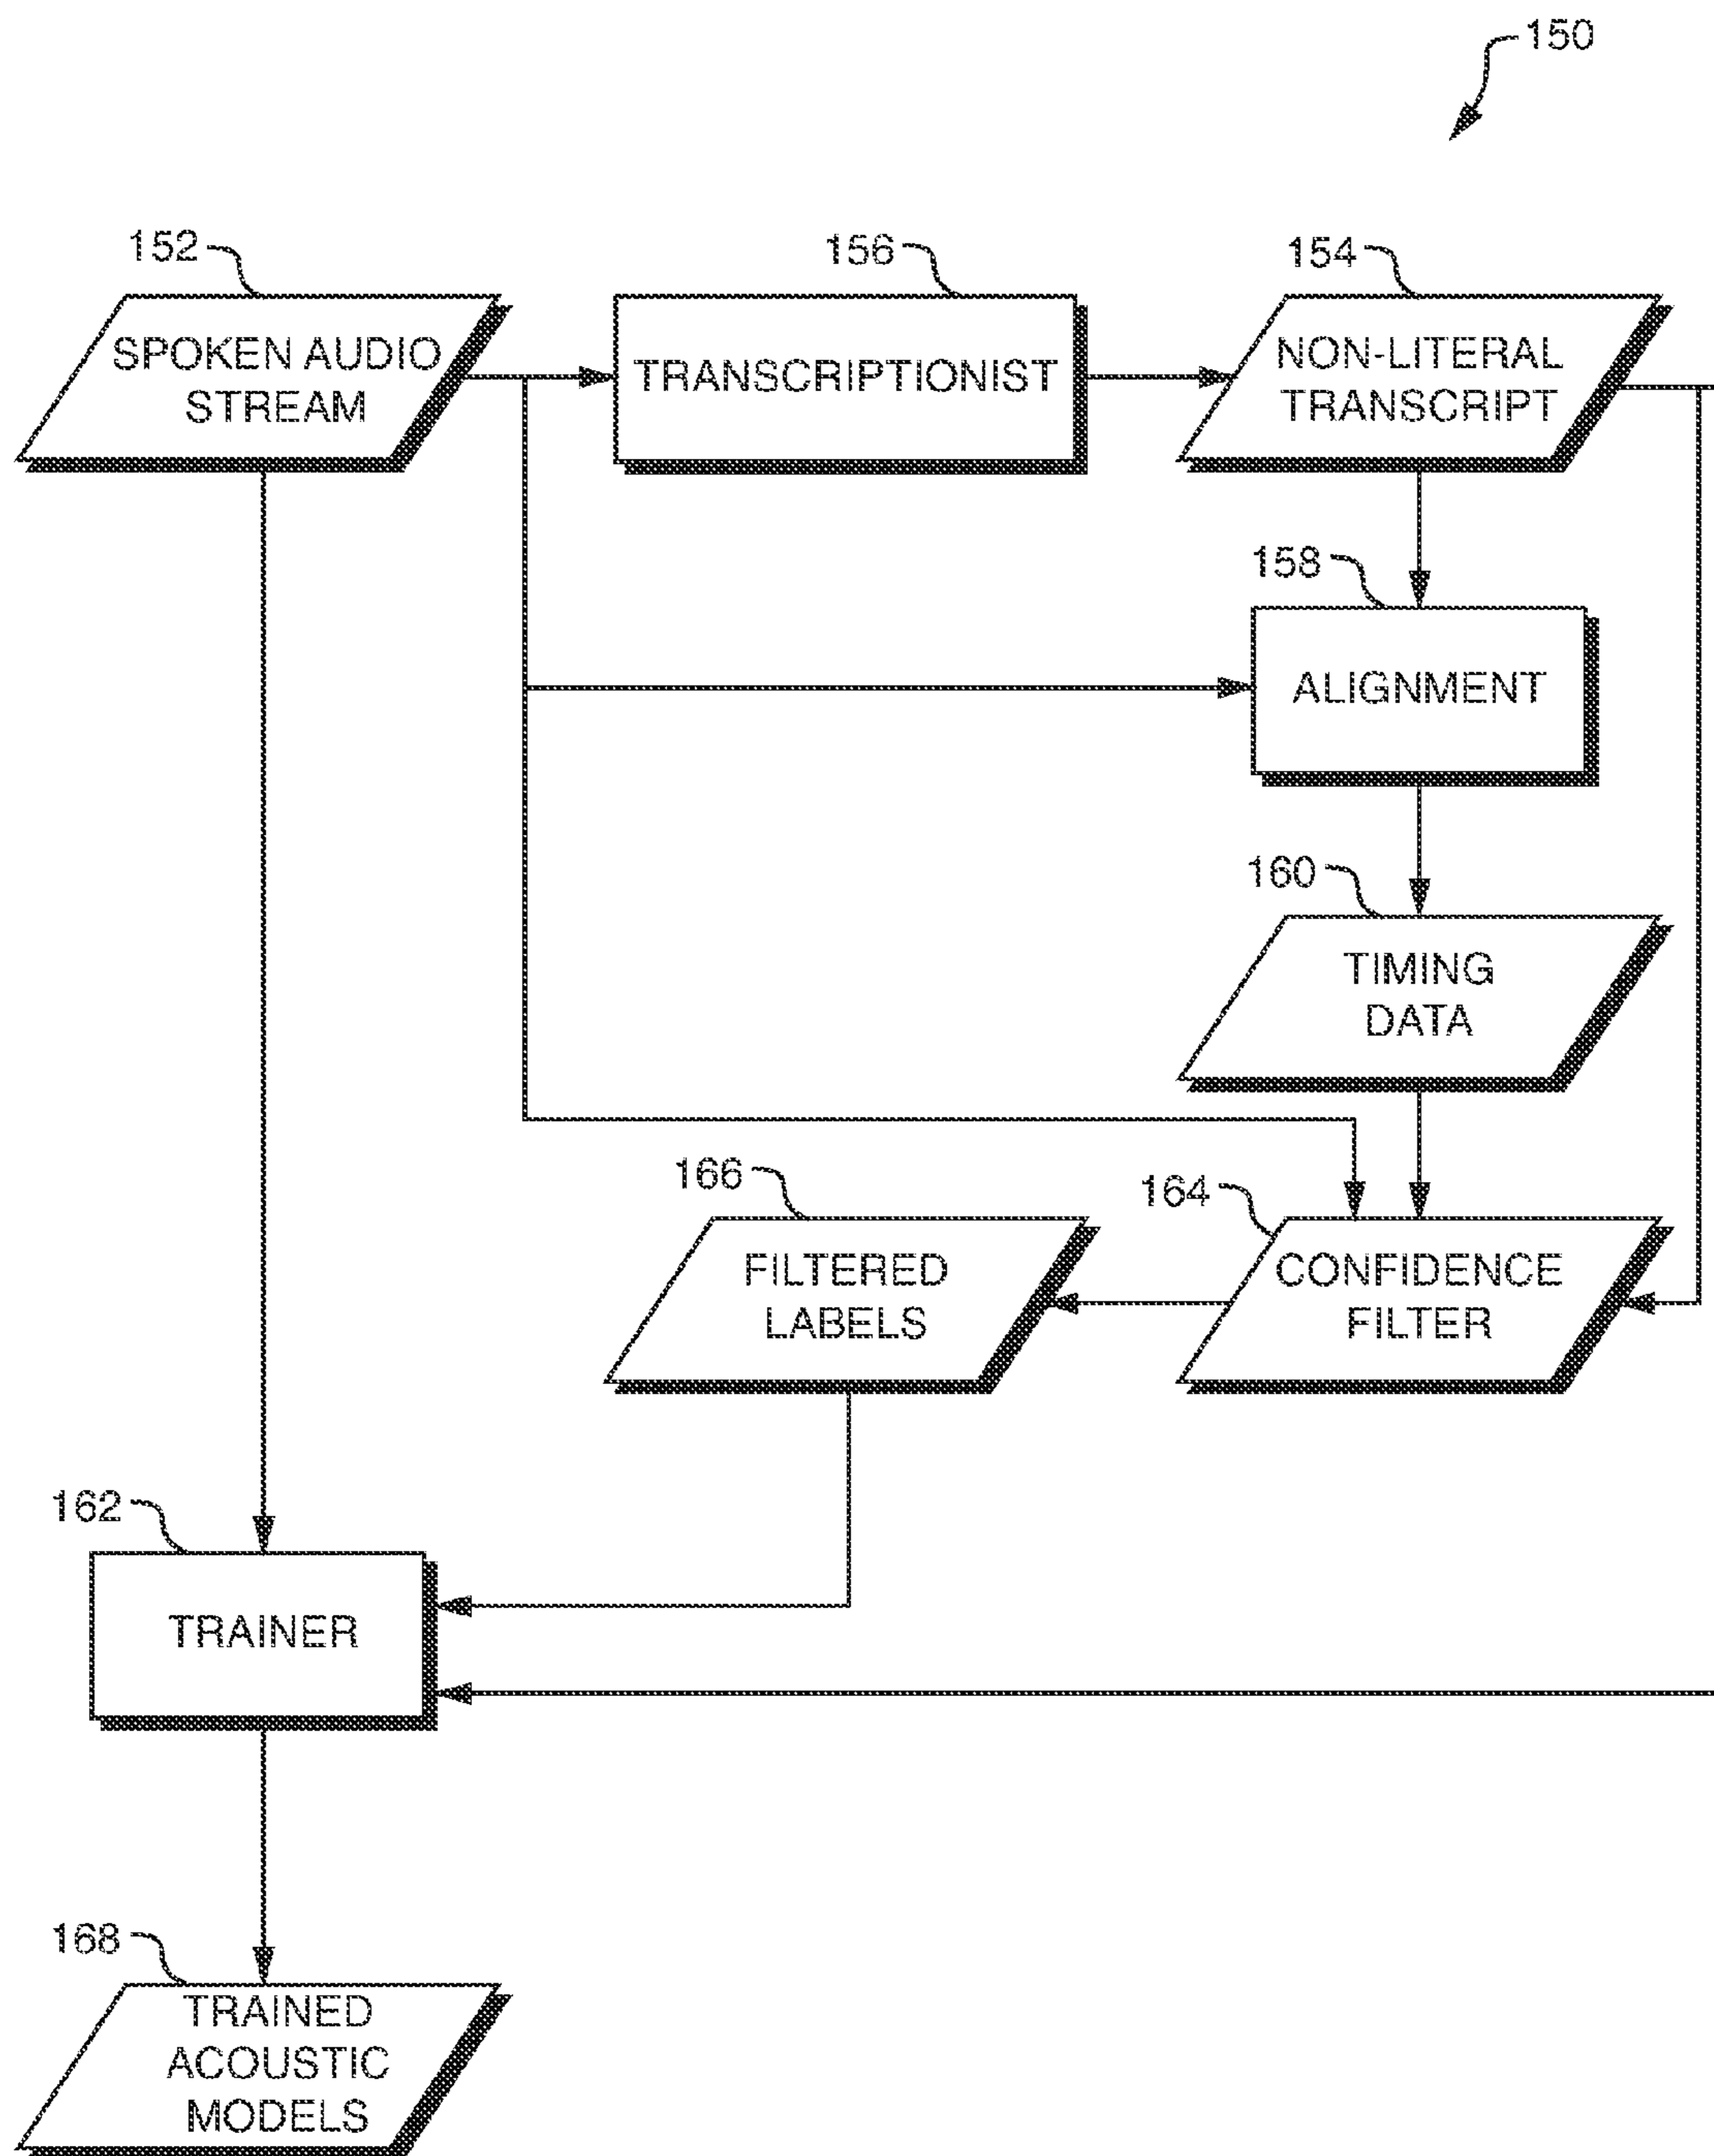 150
152
156
154
SPOKEN AUDIO
STREAM
TRANSCRIPTIONIST
NON-LITERAL
TRANSCRIPT
158
ALIGNMENT
160
TIMING
DATA
166
164
FILTERED
LABELS
CONFIDENCE
FILTER
162
TRAINER
168
TRAINED
ACOUSTIC
MODELS